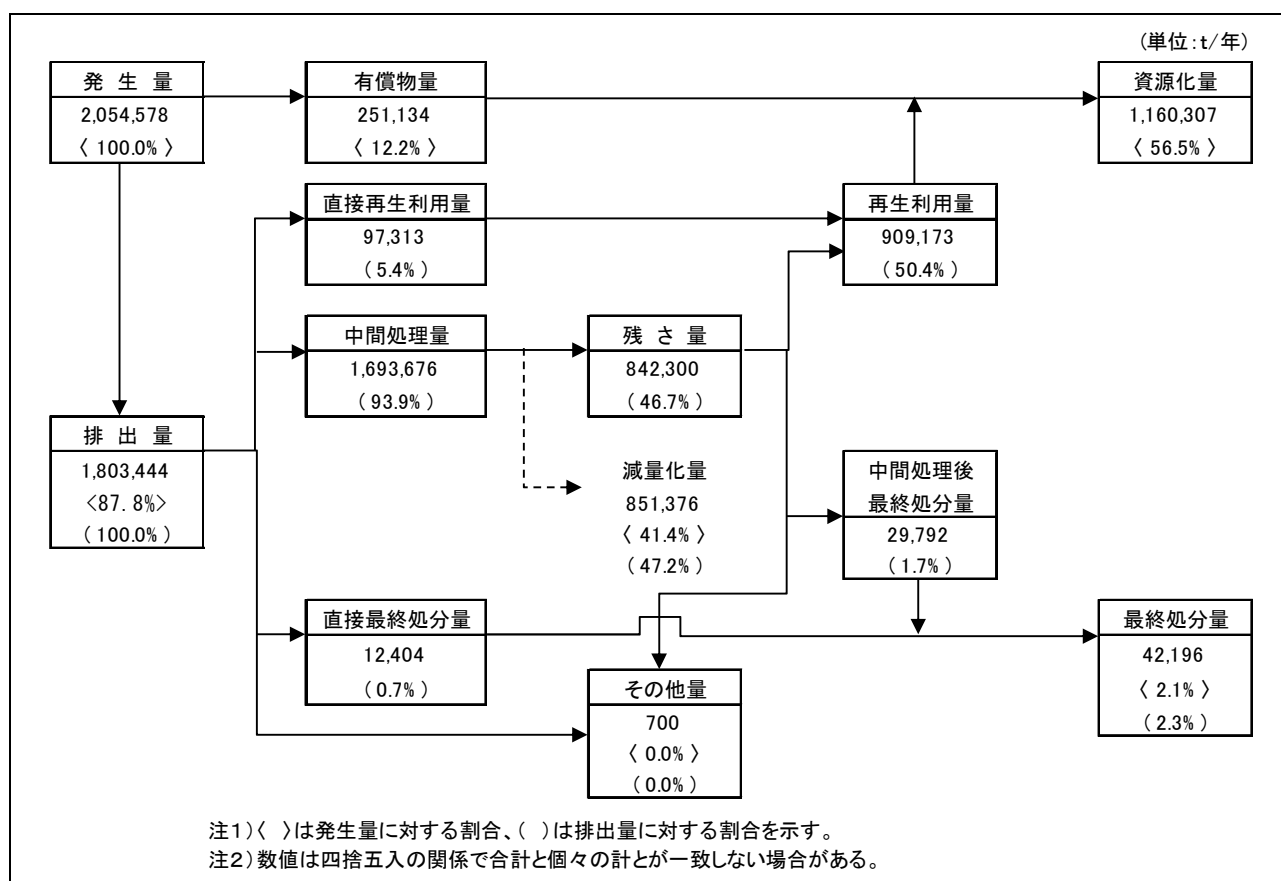 (単位:t/年)
発 生 量
2,054,578
〈 100.0% 〉
有償物量
251,134
〈 12.2% 〉
資源化量
1,160,307
〈 56.5% 〉
直接再生利用量
97,313
( 5.4% )
再生利用量
909,173
( 50.4% )
中間処理量
1,693,676
( 93.9% )
残 さ 量
842,300
( 46.7% )
排 出 量
1,803,444
<87. 8%>
( 100.0% )
減量化量
851,376
〈 41.4% 〉
( 47.2% )
中間処理後
最終処分量
29,792
( 1.7% )
直接最終処分量
12,404
( 0.7% )
その他量
700
〈 0.0% 〉
( 0.0% )
最終処分量
42,196
〈 2.1% 〉
( 2.3% )
注1)〈 〉は発生量に対する割合、( )は排出量に対する割合を示す。
注2)数値は四捨五入の関係で合計と個々の計とが一致しない場合がある。